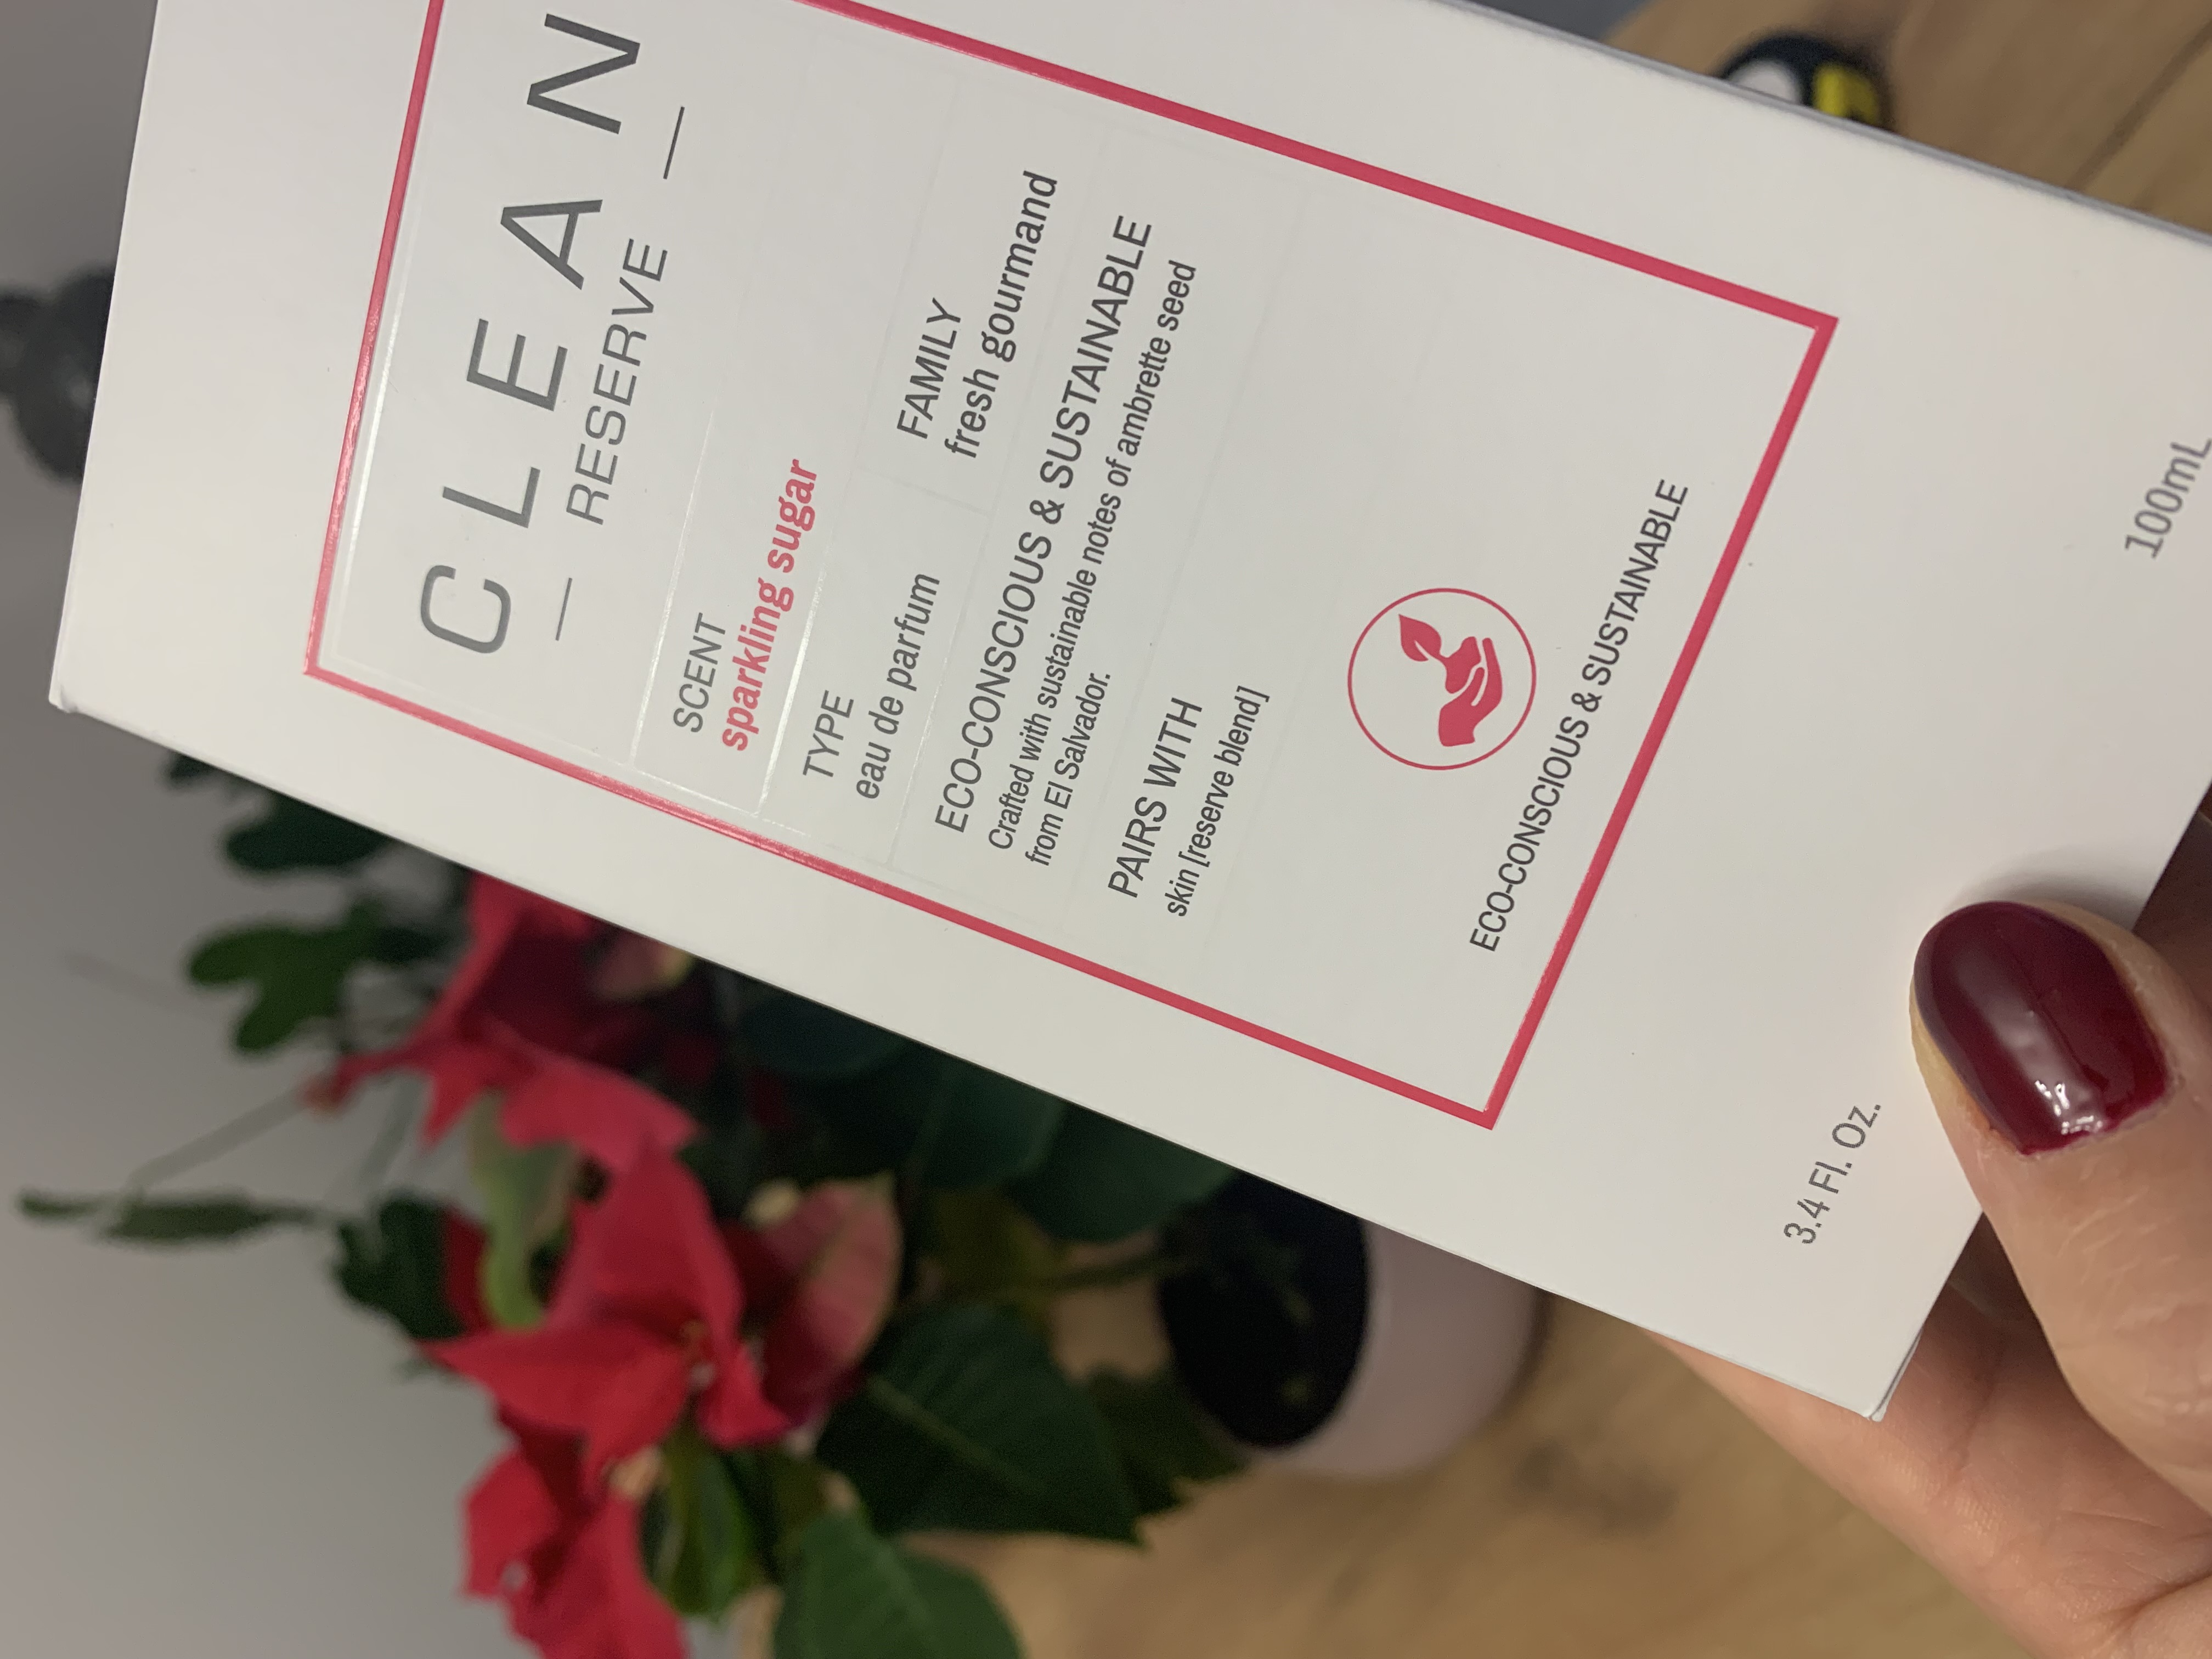 CLEAN
RESERVE
SCENT
sparkling sugar
TYPE
eau de parfum
FAMILY
fresh gourmand
ECO-CONSCIOUS & SUSTAINABLE
Crafted with sustainable notes of ambrette seed
from El Salvador.
PAIRS WITH
skin [reserve blend]
ECO-CONSCIOUS & SUSTAINABLE
3.4 Fl. Oz.
100mL